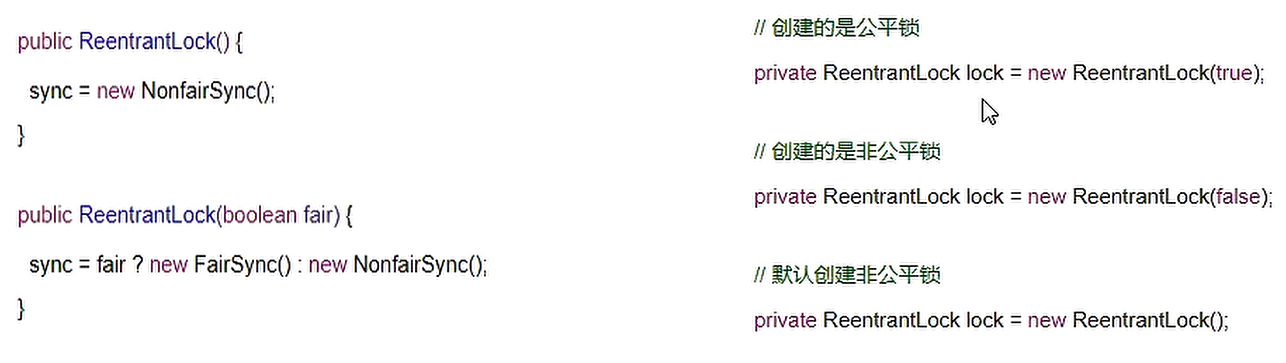 public ReentrantLock() {
sync = new NonfairSync();
}
public ReentrantLock(boolean fair) {
sync = fair ? new FairSync() : new NonfairSync();
}
// 创建的是公平锁
private ReentrantLock lock = new ReentrantLock(true);
// 创建的是非公平锁
private ReentrantLock lock = new ReentrantLock(false);
// 默认创建非公平锁
private ReentrantLock lock = new ReentrantLock();